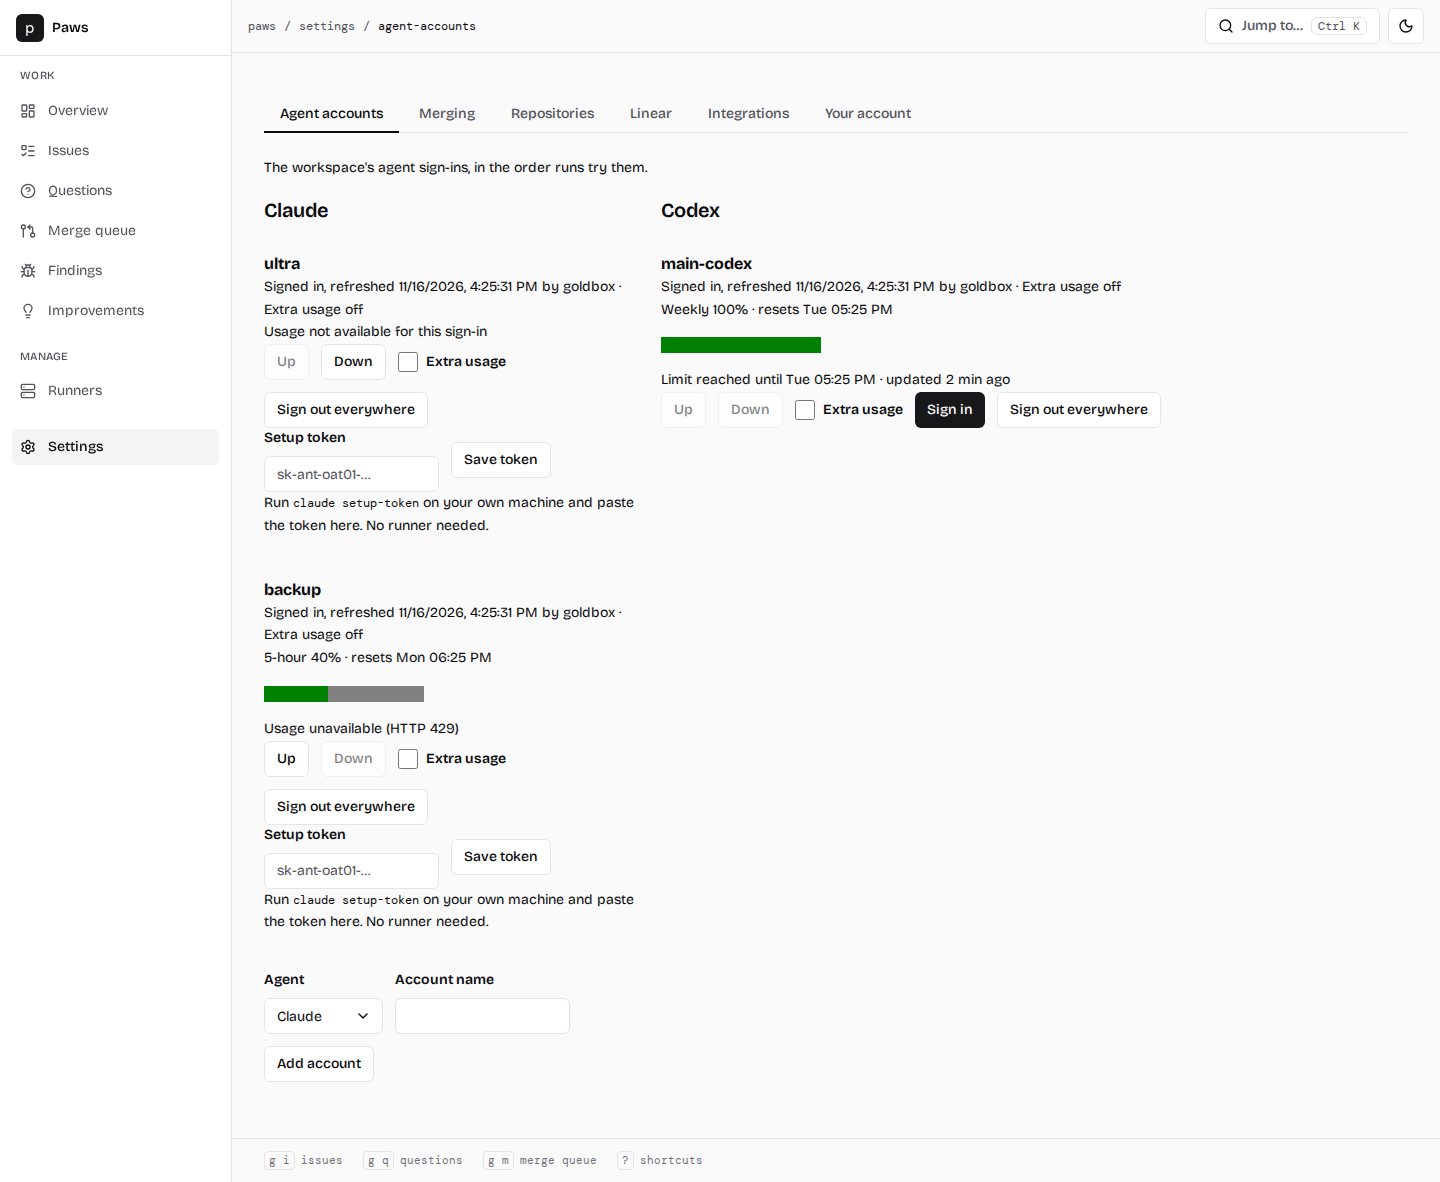 p Paws
WORK
Overview
Issues
Questions
Merge queue
Findings
Improvements
MANAGE
Runners
Settings
paws / settings / agent-accounts
Jump to... Ctrl K
Agent accounts Merging Repositories Linear Integrations Your account
The workspace's agent sign-ins, in the order runs try them.
Claude
ultra
Signed in, refreshed 11/16/2026, 4:25:31 PM by goldbox ·
Extra usage off
Usage not available for this sign-in
Up Down Extra usage
Sign out everywhere
Setup token
sk-ant-oat01-... Save token
Run claude setup-token on your own machine and paste
the token here. No runner needed.
backup
Signed in, refreshed 11/16/2026, 4:25:31 PM by goldbox ·
Extra usage off
5-hour 40% · resets Mon 06:25 PM
Usage unavailable (HTTP 429)
Up Down Extra usage
Sign out everywhere
Setup token
sk-ant-oat01-... Save token
Run claude setup-token on your own machine and paste
the token here. No runner needed.
Agent Account name
Claude
Add account
Codex
main-codex
Signed in, refreshed 11/16/2026, 4:25:31 PM by goldbox · Extra usage off
Weekly 100% · resets Tue 05:25 PM
Limit reached until Tue 05:25 PM · updated 2 min ago
Up Down Extra usage Sign in Sign out everywhere
g i issues g q questions g m merge queue ? shortcuts